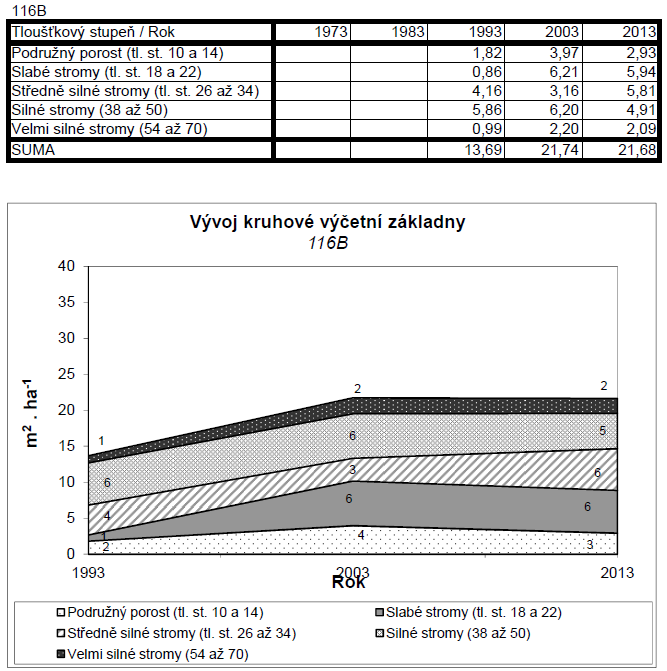 116B
Tloušťkový stupeň / Rok 1973 1983 1993 2003 2013
Podružný porost (tl. st. 10 a 14) 1,82 3,97 2,93
Slabé stromy (tl. st. 18 a 22) 0,86 6,21 5,94
Středně silné stromy (tl. st. 26 až 34) 4,16 3,16 5,81
Silné stromy (38 až 50) 5,86 6,20 4,91
Velmi silné stromy (54 až 70) 0,99 2,20 2,09
SUMA 13,69 21,74 21,68
Vývoj kruhové výčetní základny
116B
m² . ha⁻¹
40
35
30
25
20
15
10
5
0
1 2 2
6 6 5
4 3 6
1 6 6
2 4 3
1993 2003 2013
Rok
Podružný porost (tl. st. 10 a 14) Slabé stromy (tl. st. 18 a 22)
Středně silné stromy (tl. st. 26 až 34) Silné stromy (38 až 50)
Velmi silné stromy (54 až 70)